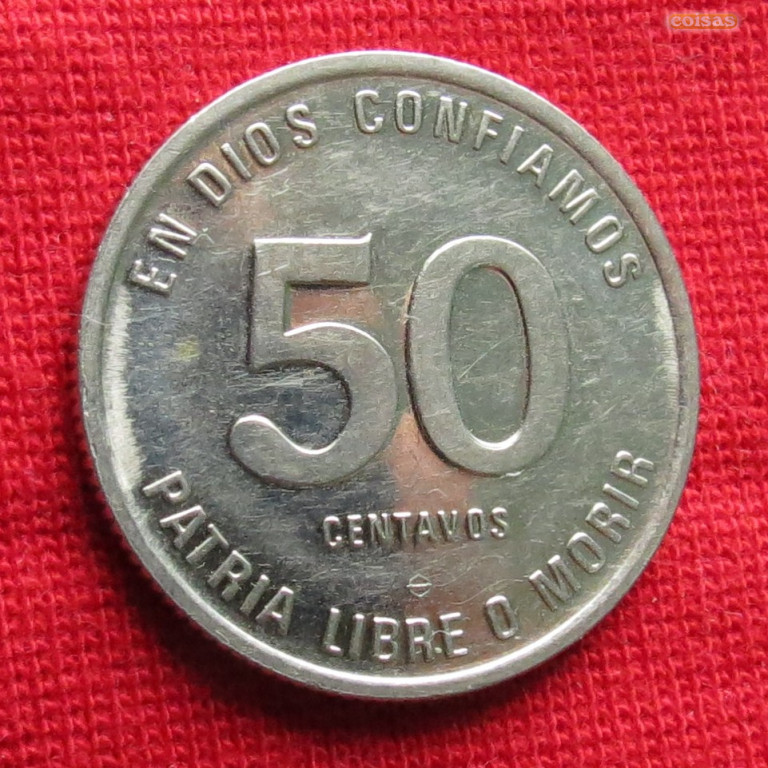 coisas
EN DIOS CONFIAMOS
50
CENTAVOS
PATRIA LIBRE O MORIR